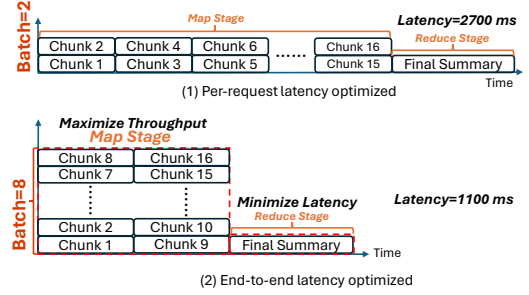 Batch=2
Map Stage
Latency=2700 ms
Reduce Stage
Chunk 2 Chunk 4 Chunk 6 ...... Chunk 16
Chunk 1 Chunk 3 Chunk 5 Chunk 15 Final Summary
Time
(1) Per-request latency optimized
Maximize Throughput
Map Stage
Batch=8
Chunk 8 Chunk 16
Chunk 7 Chunk 15
Minimize Latency
Latency=1100 ms
Reduce Stage
Chunk 2 Chunk 10
Chunk 1 Chunk 9 Final Summary
Time
(2) End-to-end latency optimized